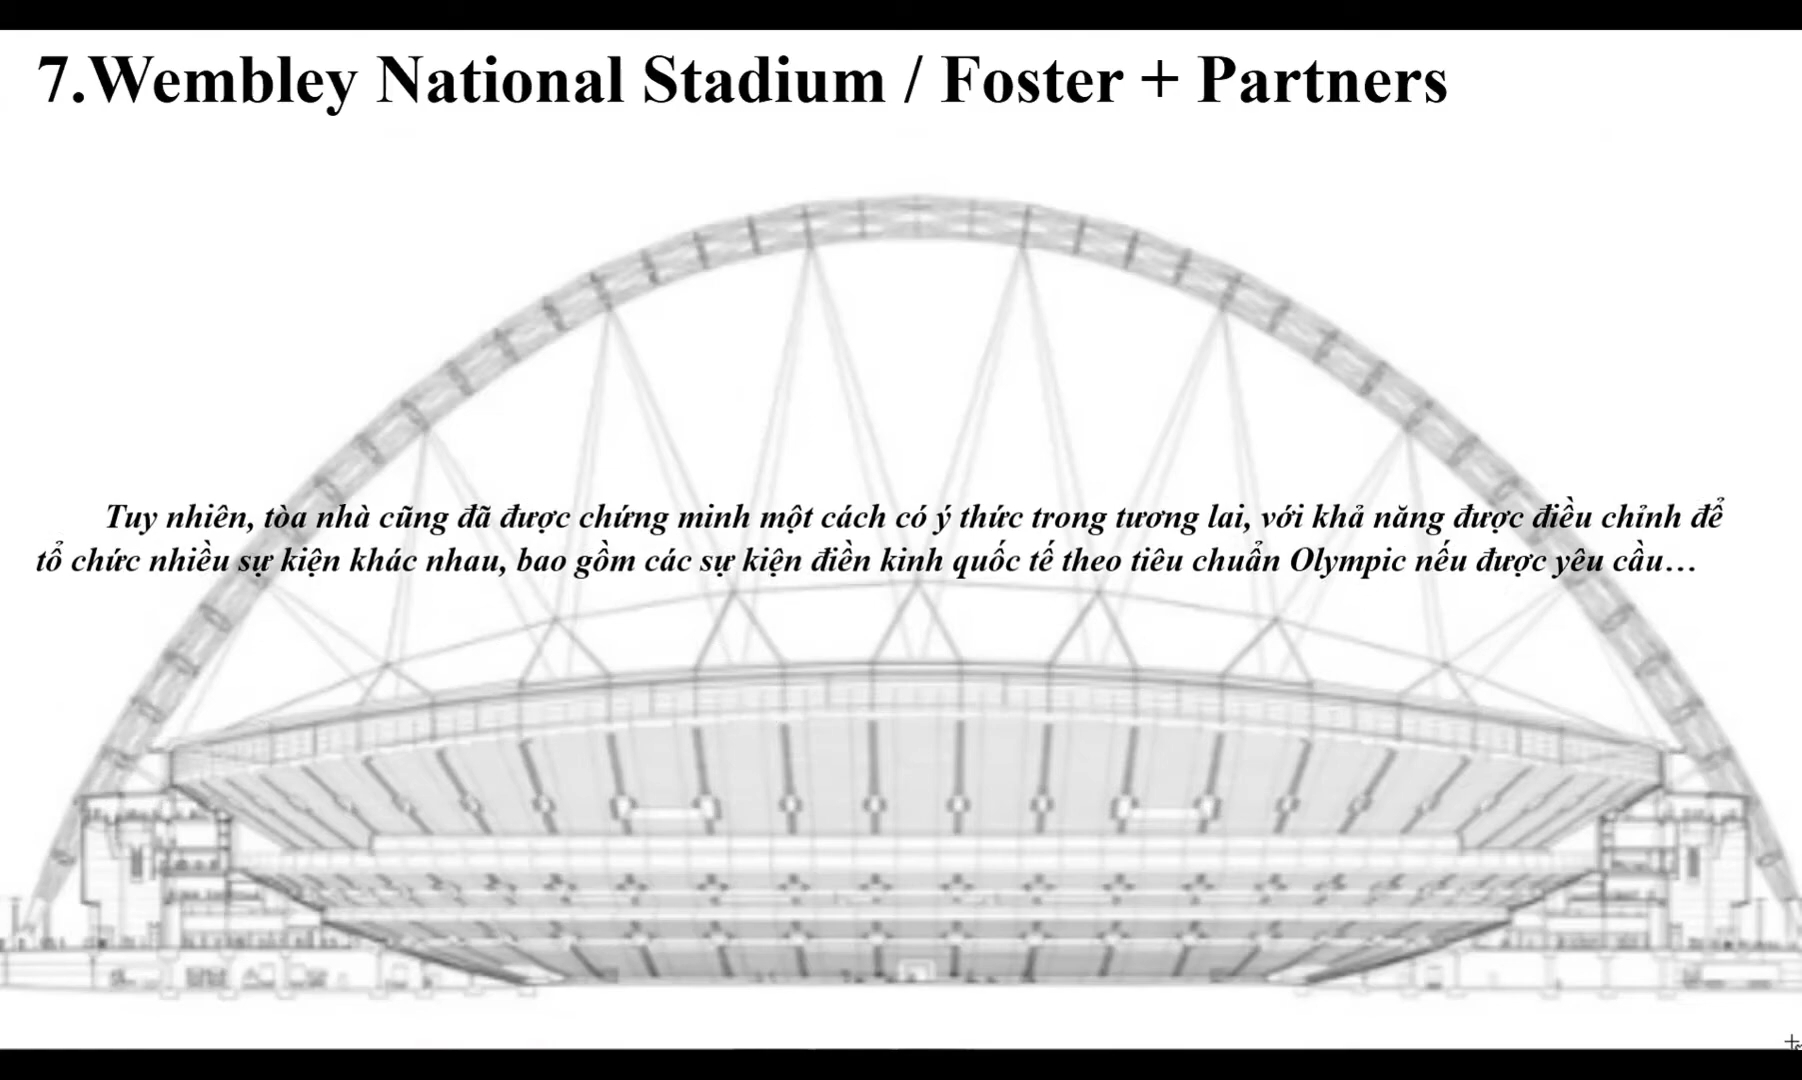 7.Wembley National Stadium / Foster + Partners
Tuy nhiên, tòa nhà cũng đã được chứng minh một cách có ý thức trong tương lai, với khả năng được điều chỉnh để
tổ chức nhiều sự kiện khác nhau, bao gồm các sự kiện điền kinh quốc tế theo tiêu chuẩn Olympic nếu được yêu cầu...